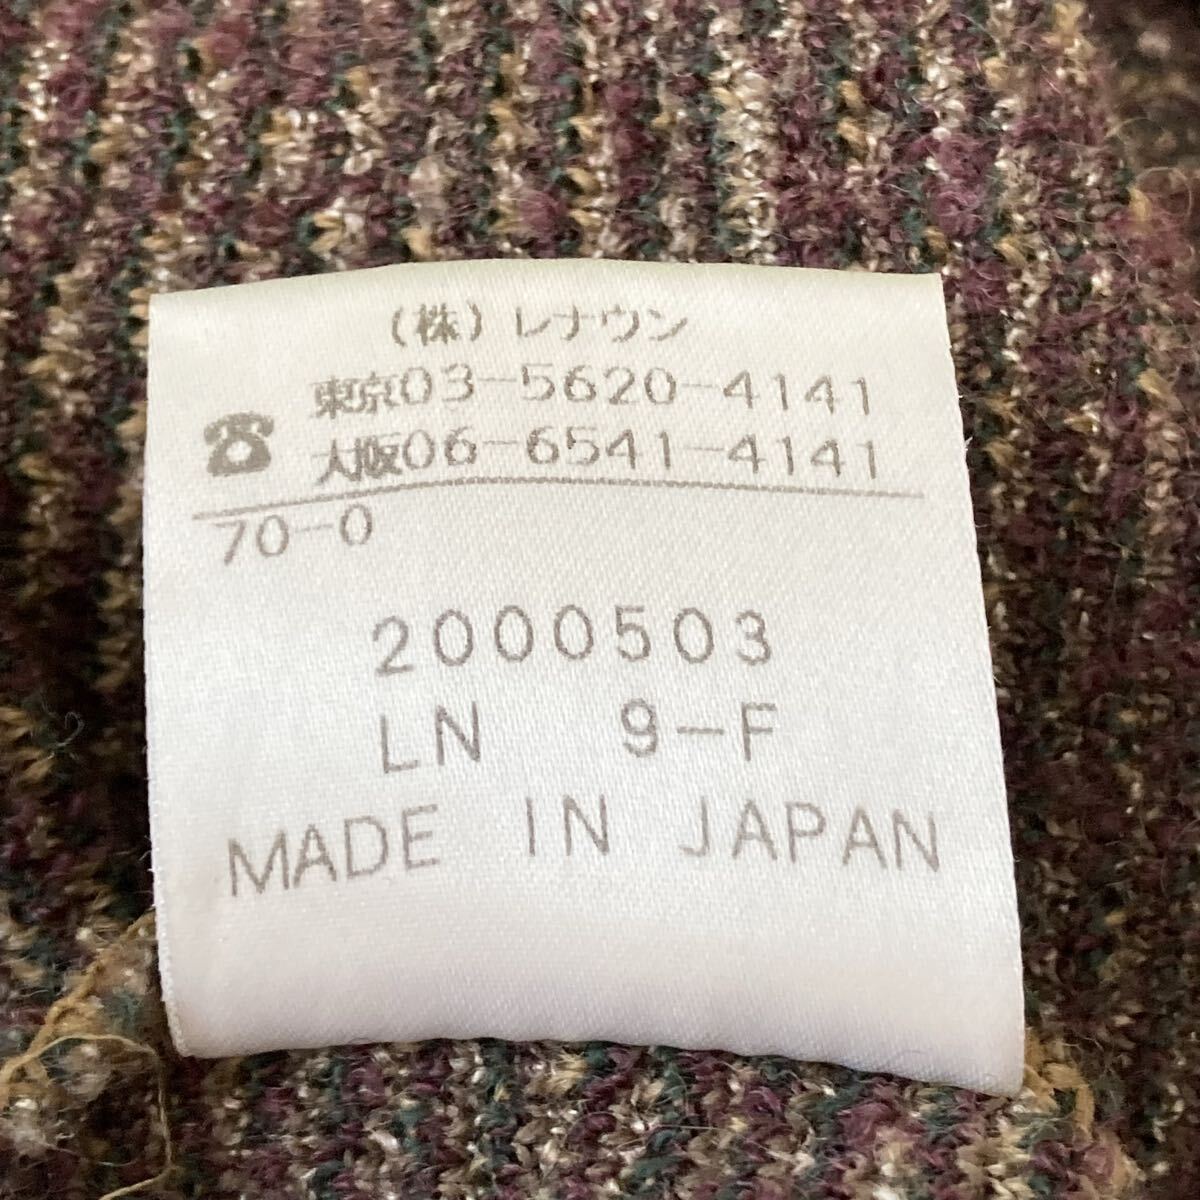 （株）レナウン
東京03-5620-4141
☎ 大阪06-6541-4141
70-0
2000503
LN 9-F
MADE IN JAPAN